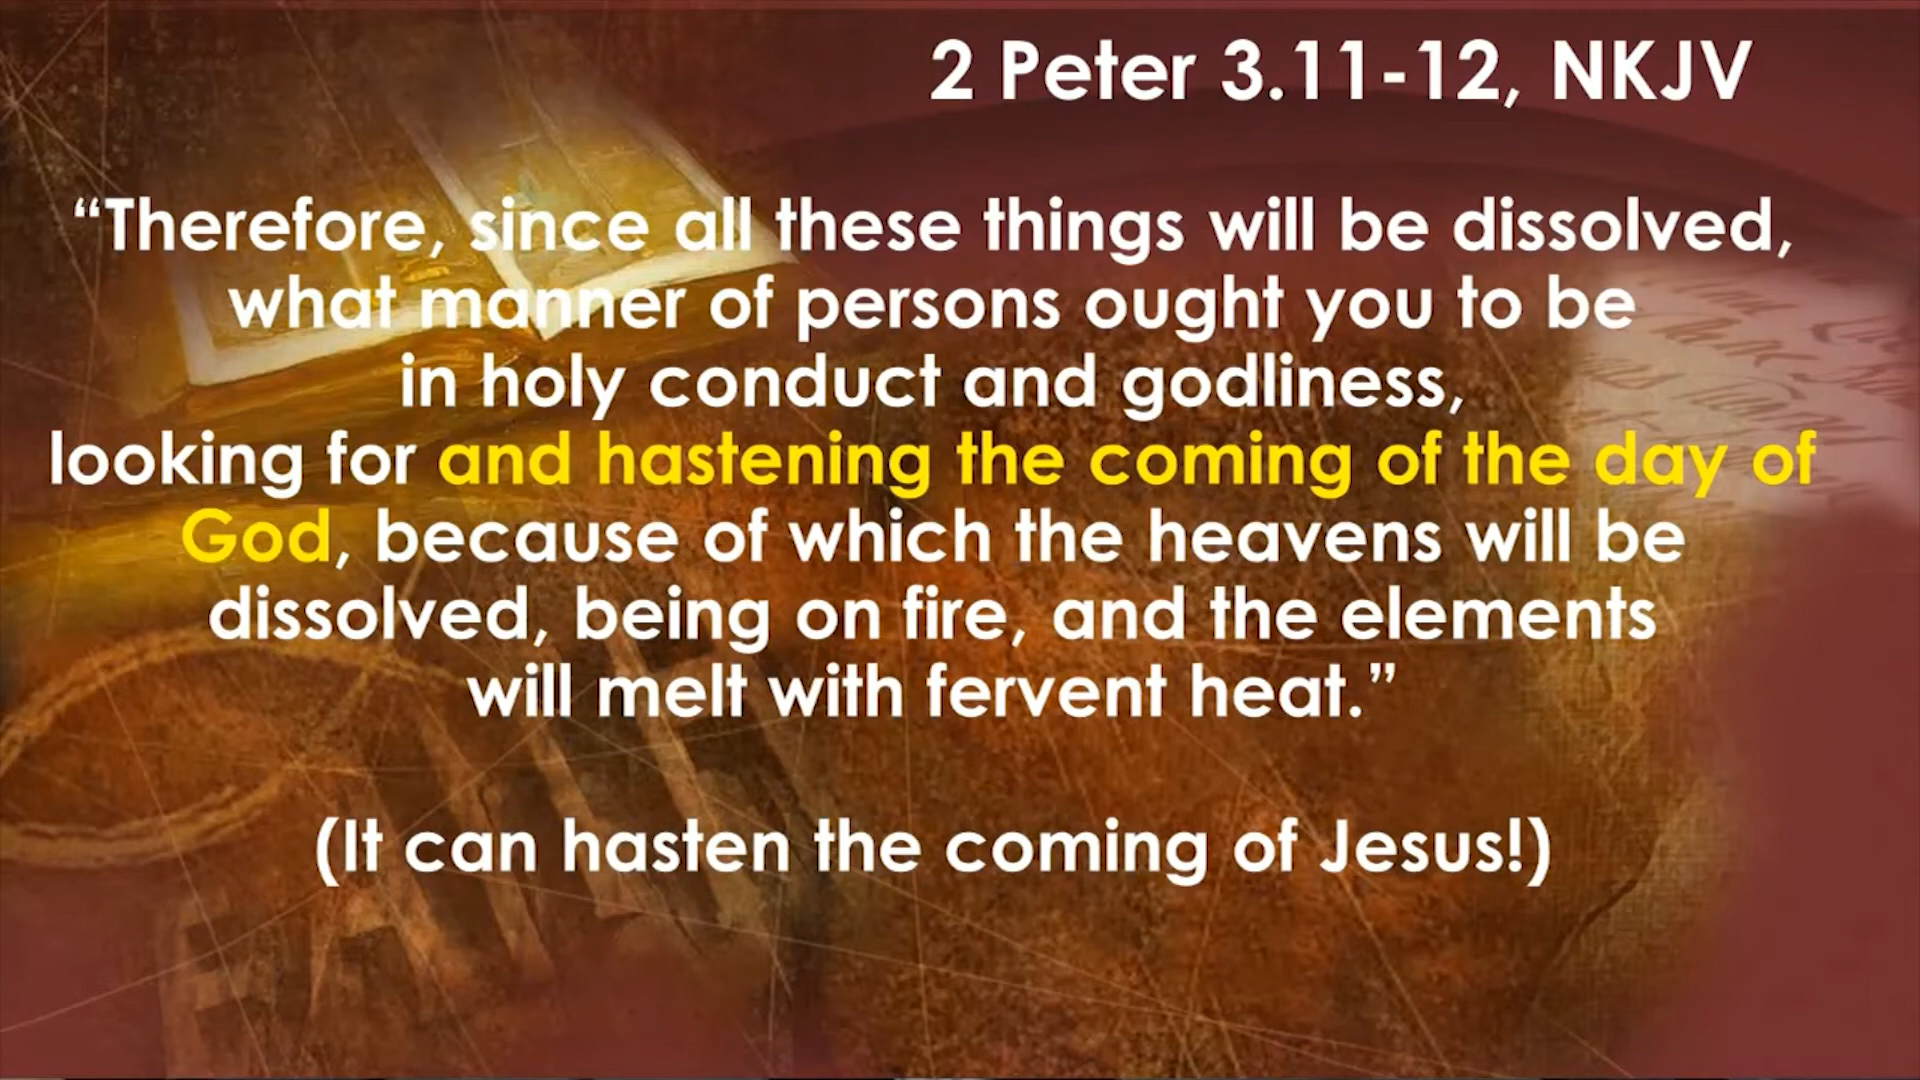 2 Peter 3.11-12, NKJV
“Therefore, since all these things will be dissolved,
what manner of persons ought you to be
in holy conduct and godliness,
looking for and hastening the coming of the day of
God, because of which the heavens will be
dissolved, being on fire, and the elements
will melt with fervent heat.”
(It can hasten the coming of Jesus!)